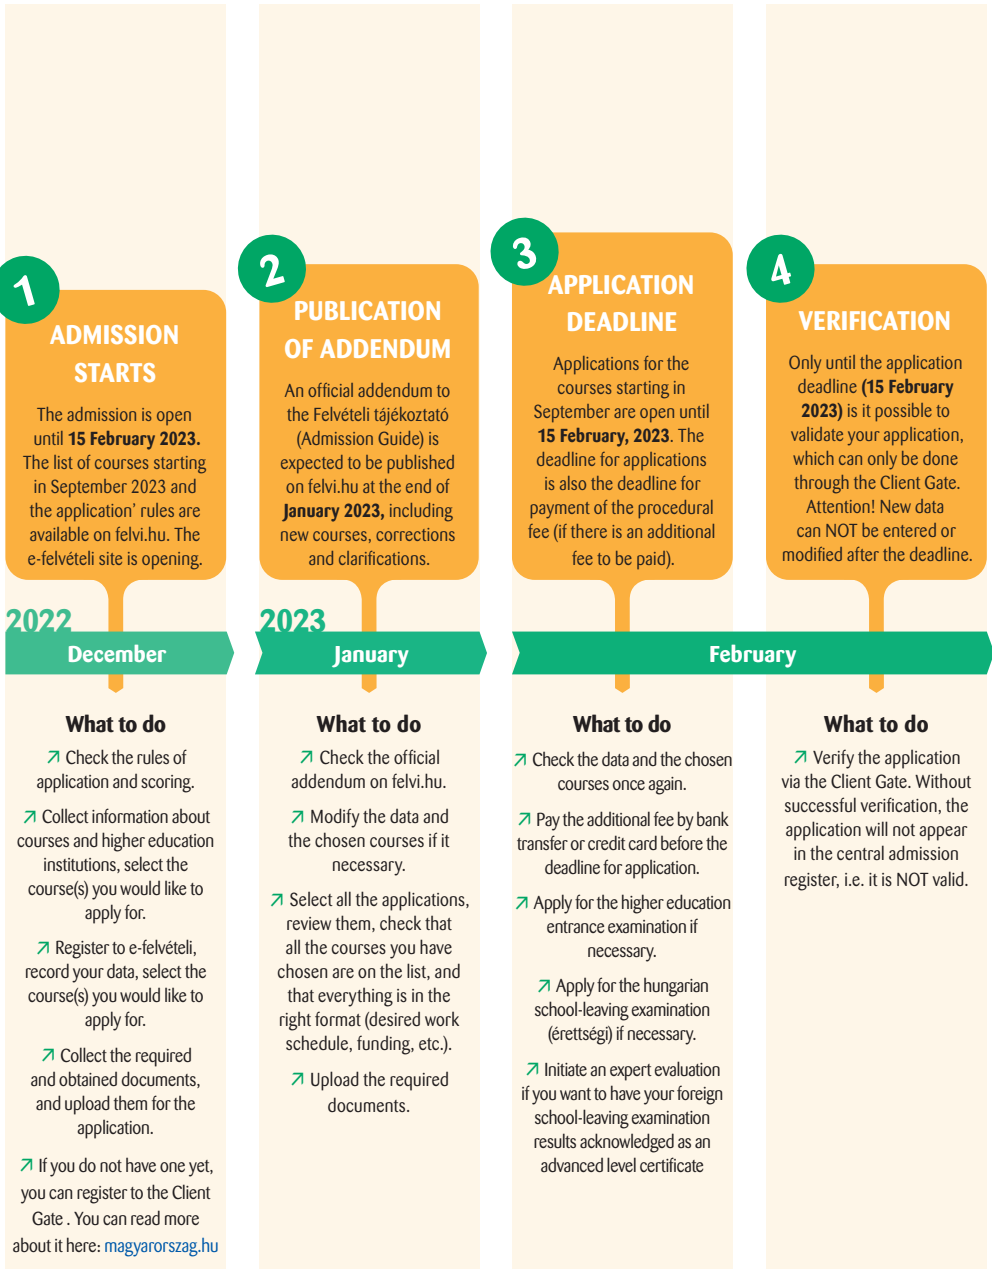 1
ADMISSION
STARTS
The admission is open
until 15 February 2023.
The list of courses starting
in September 2023 and
the application' rules are
available on felvi.hu. The
e-felvételi site is opening.
2022
December
What to do
Check the rules of
application and scoring.
Collect information about
courses and higher education
institutions, select the
course(s) you would like to
apply for.
Register to e-felvételi,
record your data, select the
course(s) you would like to
apply for.
Collect the required
and obtained documents,
and upload them for the
application.
If you do not have one yet,
you can register to the Client
Gate . You can read more
about it here: magyarorszag.hu
2
PUBLICATION
OF ADDENDUM
An official addendum to
the Felvételi tájékoztató
(Admission Guide) is
expected to be published
on felvi.hu at the end of
January 2023, including
new courses, corrections
and clarifications.
2023
January
What to do
Check the official
addendum on felvi.hu.
Modify the data and
the chosen courses if it
necessary.
Select all the applications,
review them, check that
all the courses you have
chosen are on the list, and
that everything is in the
right format (desired work
schedule, funding, etc.).
Upload the required
documents.
3
APPLICATION
DEADLINE
Applications for the
courses starting in
September are open until
15 February, 2023. The
deadline for applications
is also the deadline for
payment of the procedural
fee (if there is an additional
fee to be paid).
February
What to do
Check the data and the chosen
courses once again.
Pay the additional fee by bank
transfer or credit card before the
deadline for application.
Apply for the higher education
entrance examination if
necessary.
Apply for the hungarian
school-leaving examination
(érettségi) if necessary.
Initiate an expert evaluation
if you want to have your foreign
school-leaving examination
results acknowledged as an
advanced level certificate
4
VERIFICATION
Only until the application
deadline (15 February
2023) is it possible to
validate your application,
which can only be done
through the Client Gate.
Attention! New data
can NOT be entered or
modified after the deadline.
What to do
Verify the application
via the Client Gate. Without
successful verification, the
application will not appear
in the central admission
register, i.e. it is NOT valid.